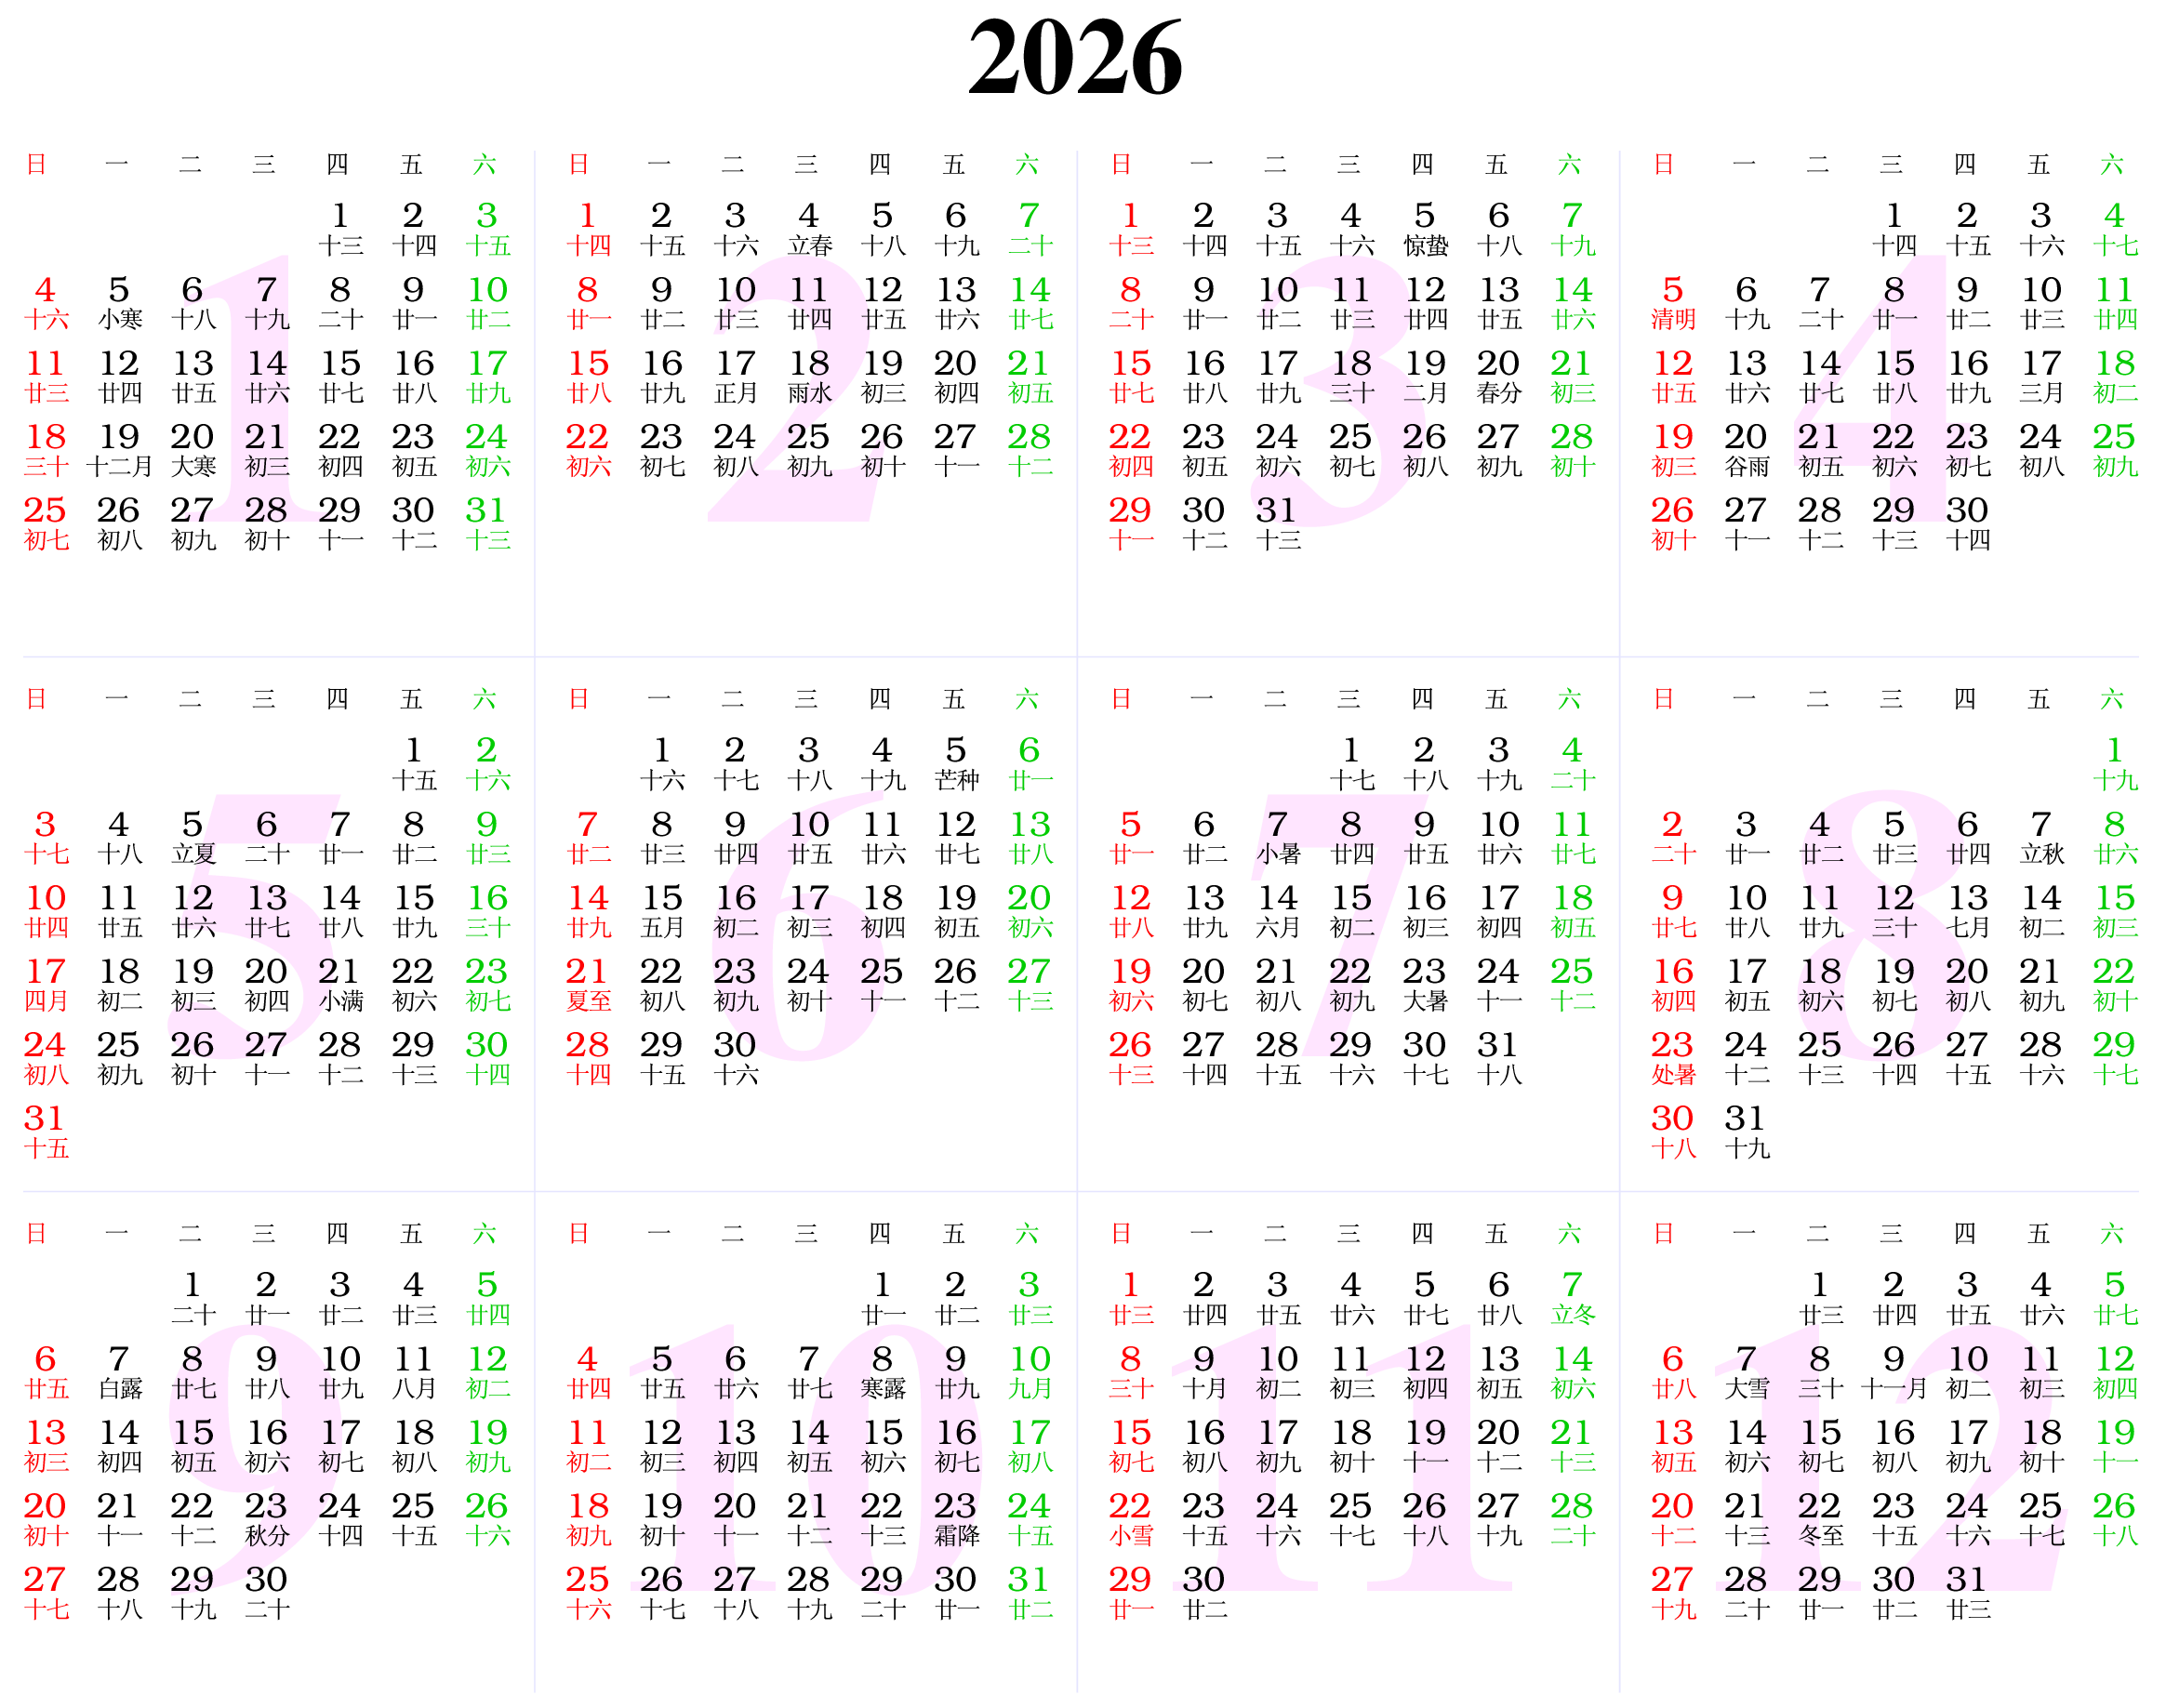 2026
日 一 二 三 四 五 六
1 2 3
十三 十四 十五
4 5 6 7 8 9 10
十六 小寒 十八 十九 二十 廿一 廿二
11 12 13 14 15 16 17
廿三 廿四 廿五 廿六 廿七 廿八 廿九
18 19 20 21 22 23 24
三十 十二月 大寒 初三 初四 初五 初六
25 26 27 28 29 30 31
初七 初八 初九 初十 十一 十二 十三
1
日 一 二 三 四 五 六
1 2 3 4 5 6 7
十四 十五 十六 立春 十八 十九 二十
8 9 10 11 12 13 14
廿一 廿二 廿三 廿四 廿五 廿六 廿七
15 16 17 18 19 20 21
廿八 廿九 正月 雨水 初三 初四 初五
22 23 24 25 26 27 28
初六 初七 初八 初九 初十 十一 十二
2
日 一 二 三 四 五 六
1 2 3 4 5 6 7
十三 十四 十五 十六 惊蛰 十八 十九
8 9 10 11 12 13 14
二十 廿一 廿二 廿三 廿四 廿五 廿六
15 16 17 18 19 20 21
廿七 廿八 廿九 三十 二月 春分 初三
22 23 24 25 26 27 28
初四 初五 初六 初七 初八 初九 初十
29 30 31
十一 十二 十三
3
日 一 二 三 四 五 六
1 2 3 4
十四 十五 十六 十七
5 6 7 8 9 10 11
清明 十九 二十 廿一 廿二 廿三 廿四
12 13 14 15 16 17 18
廿五 廿六 廿七 廿八 廿九 三月 初二
19 20 21 22 23 24 25
初三 谷雨 初五 初六 初七 初八 初九
26 27 28 29 30
初十 十一 十二 十三 十四
4
日 一 二 三 四 五 六
1 2
十五 十六
3 4 5 6 7 8 9
十七 十八 立夏 二十 廿一 廿二 廿三
10 11 12 13 14 15 16
廿四 廿五 廿六 廿七 廿八 廿九 三十
17 18 19 20 21 22 23
四月 初二 初三 初四 小满 初六 初七
24 25 26 27 28 29 30
初八 初九 初十 十一 十二 十三 十四
31
十五
5
日 一 二 三 四 五 六
1 2 3 4 5 6
十六 十七 十八 十九 芒种 廿一
7 8 9 10 11 12 13
廿二 廿三 廿四 廿五 廿六 廿七 廿八
14 15 16 17 18 19 20
廿九 五月 初二 初三 初四 初五 初六
21 22 23 24 25 26 27
夏至 初八 初九 初十 十一 十二 十三
28 29 30
十四 十五 十六
6
日 一 二 三 四 五 六
1 2 3 4
十七 十八 十九 二十
5 6 7 8 9 10 11
廿一 廿二 小暑 廿四 廿五 廿六 廿七
12 13 14 15 16 17 18
廿八 廿九 六月 初二 初三 初四 初五
19 20 21 22 23 24 25
初六 初七 初八 初九 大暑 十一 十二
26 27 28 29 30 31
十三 十四 十五 十六 十七 十八
7
日 一 二 三 四 五 六
1
十九
2 3 4 5 6 7 8
二十 廿一 廿二 廿三 廿四 立秋 廿六
9 10 11 12 13 14 15
廿七 廿八 廿九 三十 七月 初二 初三
16 17 18 19 20 21 22
初四 初五 初六 初七 初八 初九 初十
23 24 25 26 27 28 29
处暑 十二 十三 十四 十五 十六 十七
30 31
十八 十九
8
日 一 二 三 四 五 六
1 2 3 4 5
二十 廿一 廿二 廿三 廿四
6 7 8 9 10 11 12
廿五 白露 廿七 廿八 廿九 八月 初二
13 14 15 16 17 18 19
初三 初四 初五 初六 初七 初八 初九
20 21 22 23 24 25 26
初十 十一 十二 秋分 十四 十五 十六
27 28 29 30
十七 十八 十九 二十
9
日 一 二 三 四 五 六
1 2 3
廿一 廿二 廿三
4 5 6 7 8 9 10
廿四 廿五 廿六 廿七 寒露 廿九 九月
11 12 13 14 15 16 17
初二 初三 初四 初五 初六 初七 初八
18 19 20 21 22 23 24
初九 初十 十一 十二 十三 霜降 十五
25 26 27 28 29 30 31
十六 十七 十八 十九 二十 廿一 廿二
10
日 一 二 三 四 五 六
1 2 3 4 5 6 7
廿三 廿四 廿五 廿六 廿七 廿八 立冬
8 9 10 11 12 13 14
三十 十月 初二 初三 初四 初五 初六
15 16 17 18 19 20 21
初七 初八 初九 初十 十一 十二 十三
22 23 24 25 26 27 28
小雪 十五 十六 十七 十八 十九 二十
29 30
廿一 廿二
11
日 一 二 三 四 五 六
1 2 3 4 5
廿三 廿四 廿五 廿六 廿七
6 7 8 9 10 11 12
廿八 大雪 三十 十一月 初二 初三 初四
13 14 15 16 17 18 19
初五 初六 初七 初八 初九 初十 十一
20 21 22 23 24 25 26
十二 十三 冬至 十五 十六 十七 十八
27 28 29 30 31
十九 二十 廿一 廿二 廿三
12